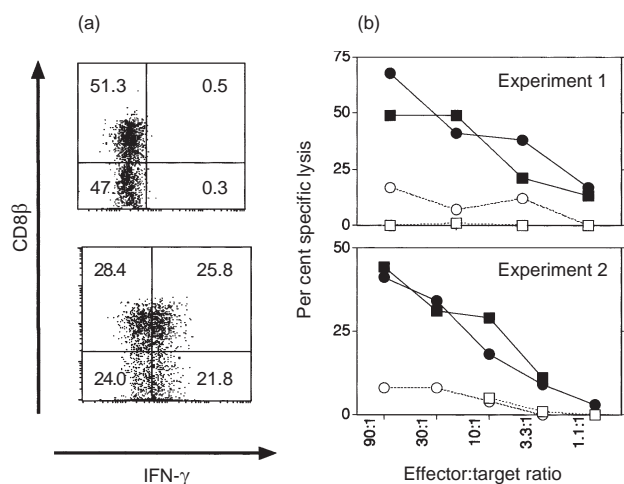 (a)
51.3 0.5
47. 0.3
28.4 25.8
24.0 21.8
CD8β
IFN-γ
(b)
75
50
25
0
Experiment 1
50
25
0
Experiment 2
Per cent specific lysis
90:1 30:1 10:1 3.3:1 1.1:1
Effector:target ratio